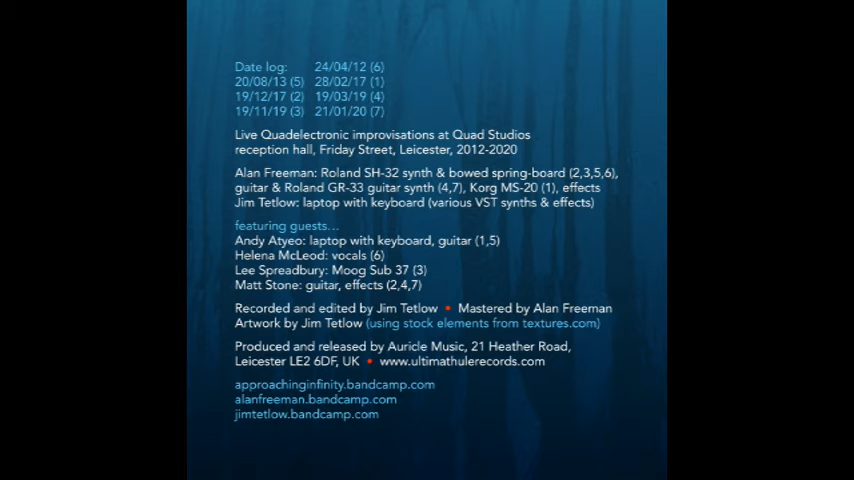 Date log: 24/04/12 (6)
20/08/13 (5) 28/02/17 (1)
19/12/17 (2) 19/03/19 (4)
19/11/19 (3) 21/01/20 (7)
Live Quadelectronic improvisations at Quad Studios
reception hall, Friday Street, Leicester, 2012-2020
Alan Freeman: Roland SH-32 synth & bowed spring-board (2,3,5,6),
guitar & Roland GR-33 guitar synth (4,7), Korg MS-20 (1), effects
Jim Tetlow: laptop with keyboard (various VST synths & effects)
featuring guests...
Andy Atyeo: laptop with keyboard, guitar (1,5)
Helena McLeod: vocals (6)
Lee Spreadbury: Moog Sub 37 (3)
Matt Stone: guitar, effects (2,4,7)
Recorded and edited by Jim Tetlow • Mastered by Alan Freeman
Artwork by Jim Tetlow (using stock elements from textures.com)
Produced and released by Auricle Music, 21 Heather Road,
Leicester LE2 6DF, UK • www.ultimathulerecords.com
approachinginfinity.bandcamp.com
alanfreeman.bandcamp.com
jimtetlow.bandcamp.com